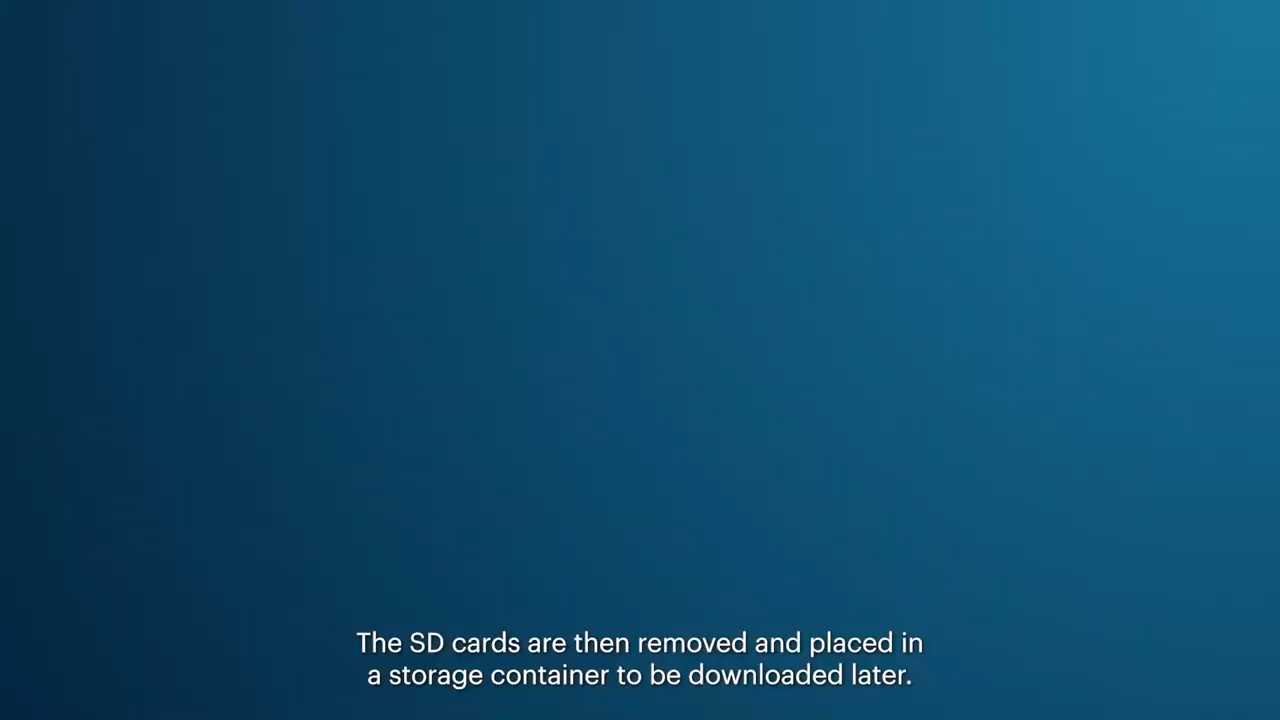 The SD cards are then removed and placed in
a storage container to be downloaded later.